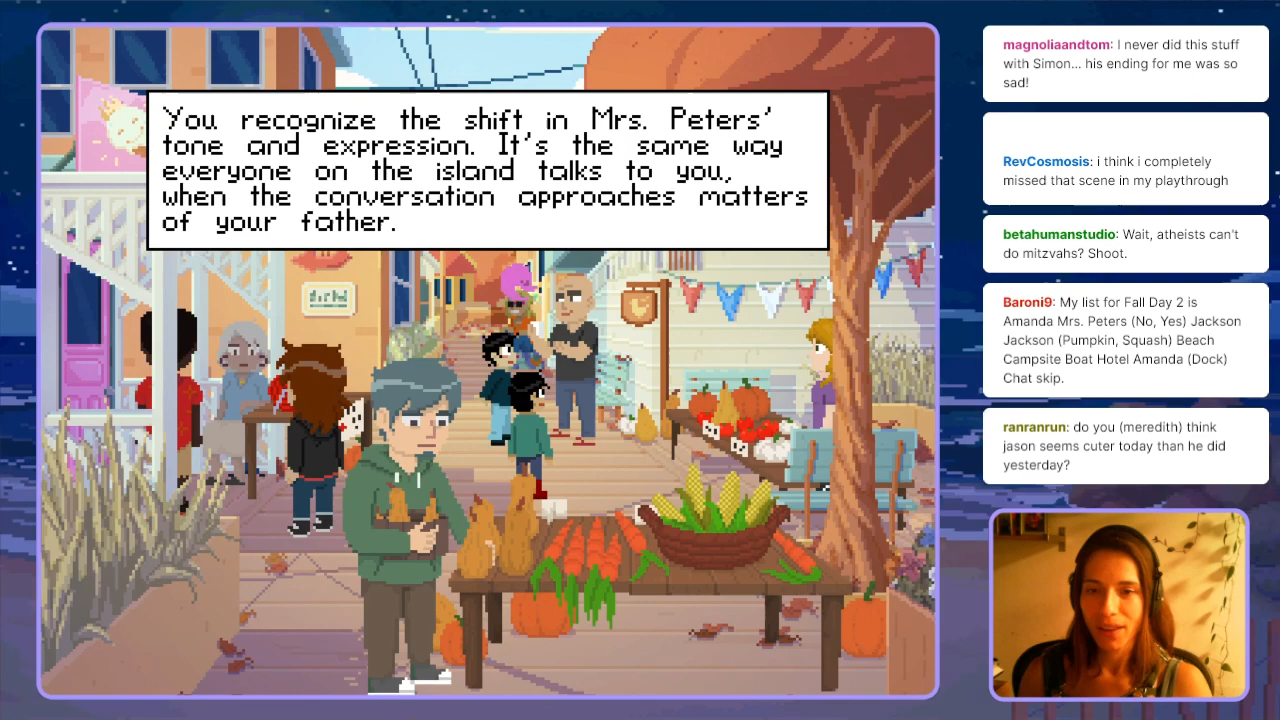 You recognize the shift in Mrs. Peters'
tone and expression. It's the same way
everyone on the island talks to you,
when the conversation approaches matters
of your father.
magnoliaandtom: I never did this stuff
with Simon... his ending for me was so
sad!
RevCosmosis: i think i completely
missed that scene in my playthrough
betahumanstudio: Wait, atheists can't
do mitzvahs? Shoot.
Baroni9: My list for Fall Day 2 is
Amanda Mrs. Peters (No, Yes) Jackson
Jackson (Pumpkin, Squash) Beach
Campsite Boat Hotel Amanda (Dock)
Chat skip.
ranranrun: do you (meredith) think
jason seems cuter today than he did
yesterday?